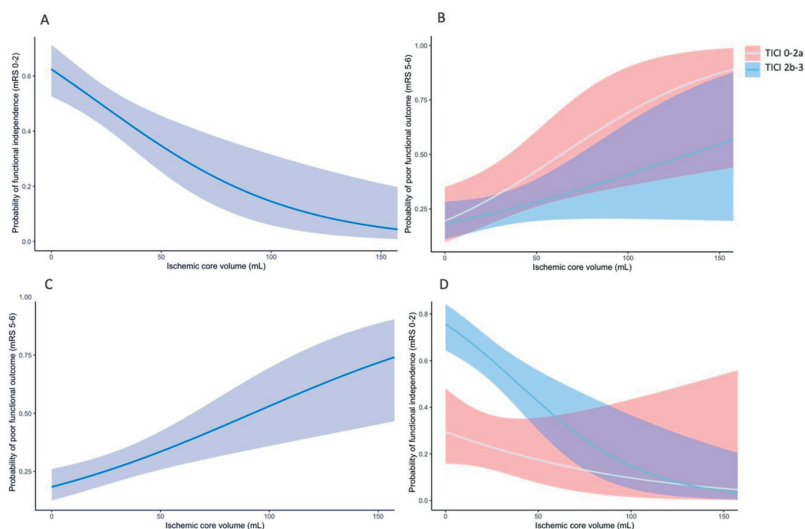 A
Probability of functional independence (mRS 0-2)
0.6
0.4
0.2
0.0
0
50
100
150
Ischemic core volume (mL)
B
Probability of poor functional outcome (mRS 5-6)
1.00
0.75
0.50
0.25
0
50
100
150
Ischemic core volume (mL)
TICI 0-2a
TICI 2b-3
C
Probability of poor functional outcome (mRS 5-6)
1.00
0.75
0.50
0.25
0
50
100
150
Ischemic core volume (mL)
D
Probability of functional independence (mRS 0-2)
0.8
0.6
0.4
0.2
0.0
0
50
100
150
Ischemic core volume (mL)